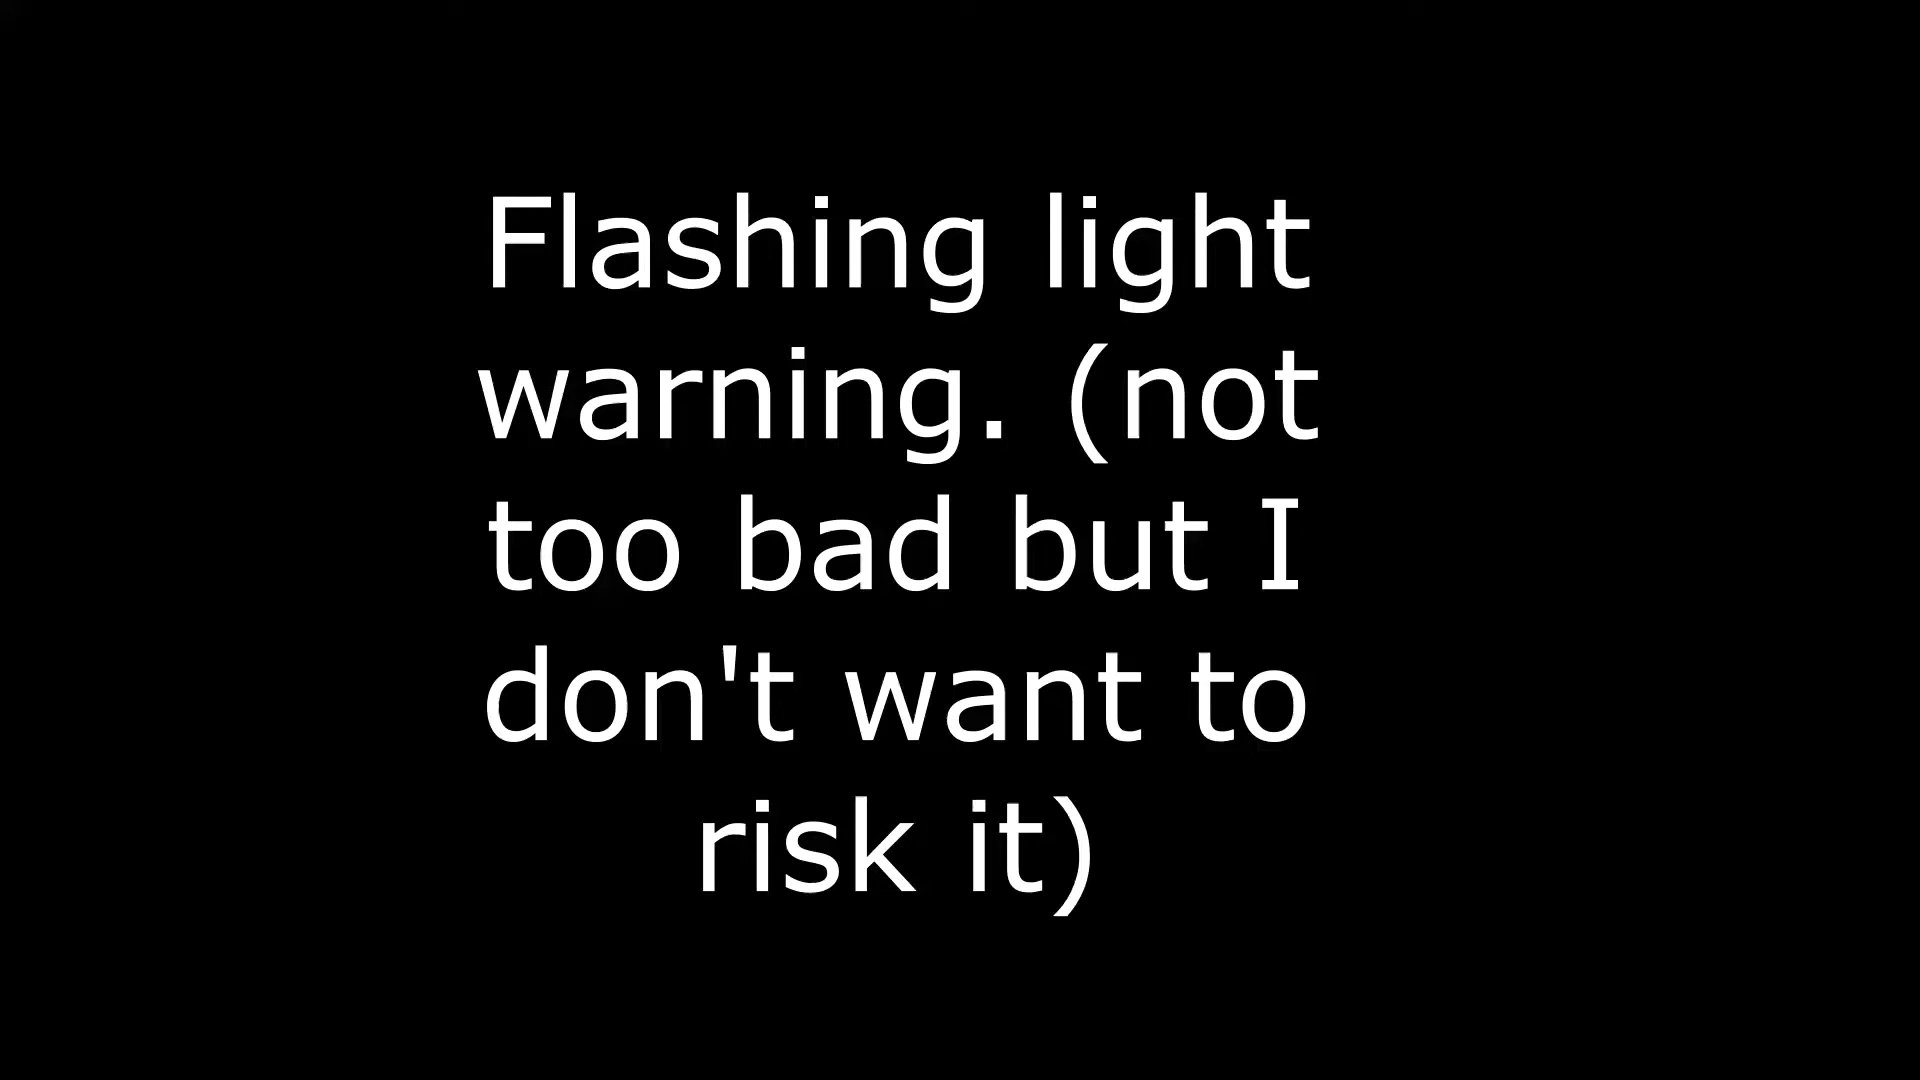 Flashing light
warning. (not
too bad but I
don't want to
risk it)